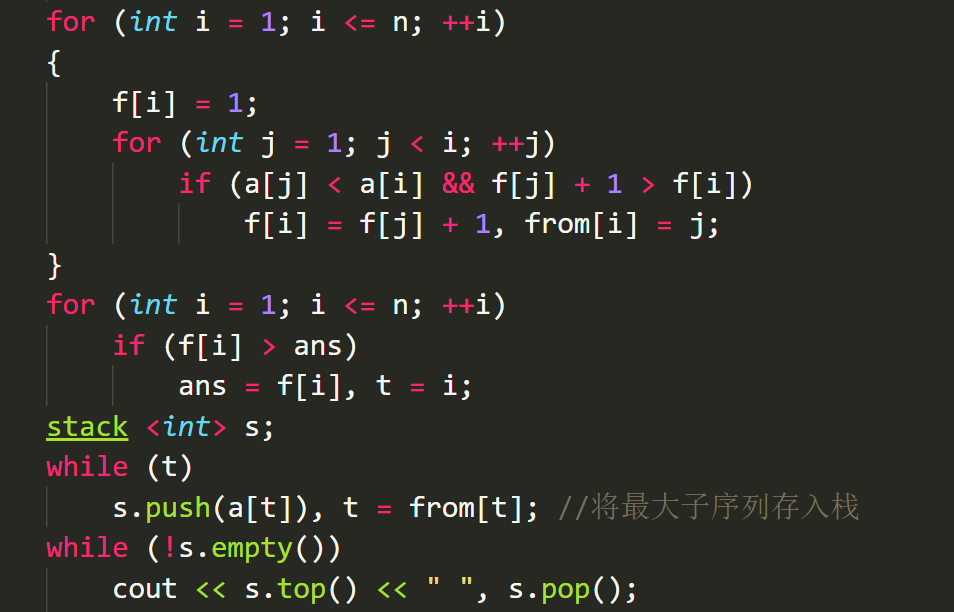 for (int i = 1; i <= n; ++i)
{
    f[i] = 1;
    for (int j = 1; j < i; ++j)
        if (a[j] < a[i] && f[j] + 1 > f[i])
            f[i] = f[j] + 1, from[i] = j;
}
for (int i = 1; i <= n; ++i)
    if (f[i] > ans)
        ans = f[i], t = i;
stack <int> s;
while (t)
    s.push(a[t]), t = from[t]; //将最大子序列存入栈
while (!s.empty())
    cout << s.top() << " ", s.pop();